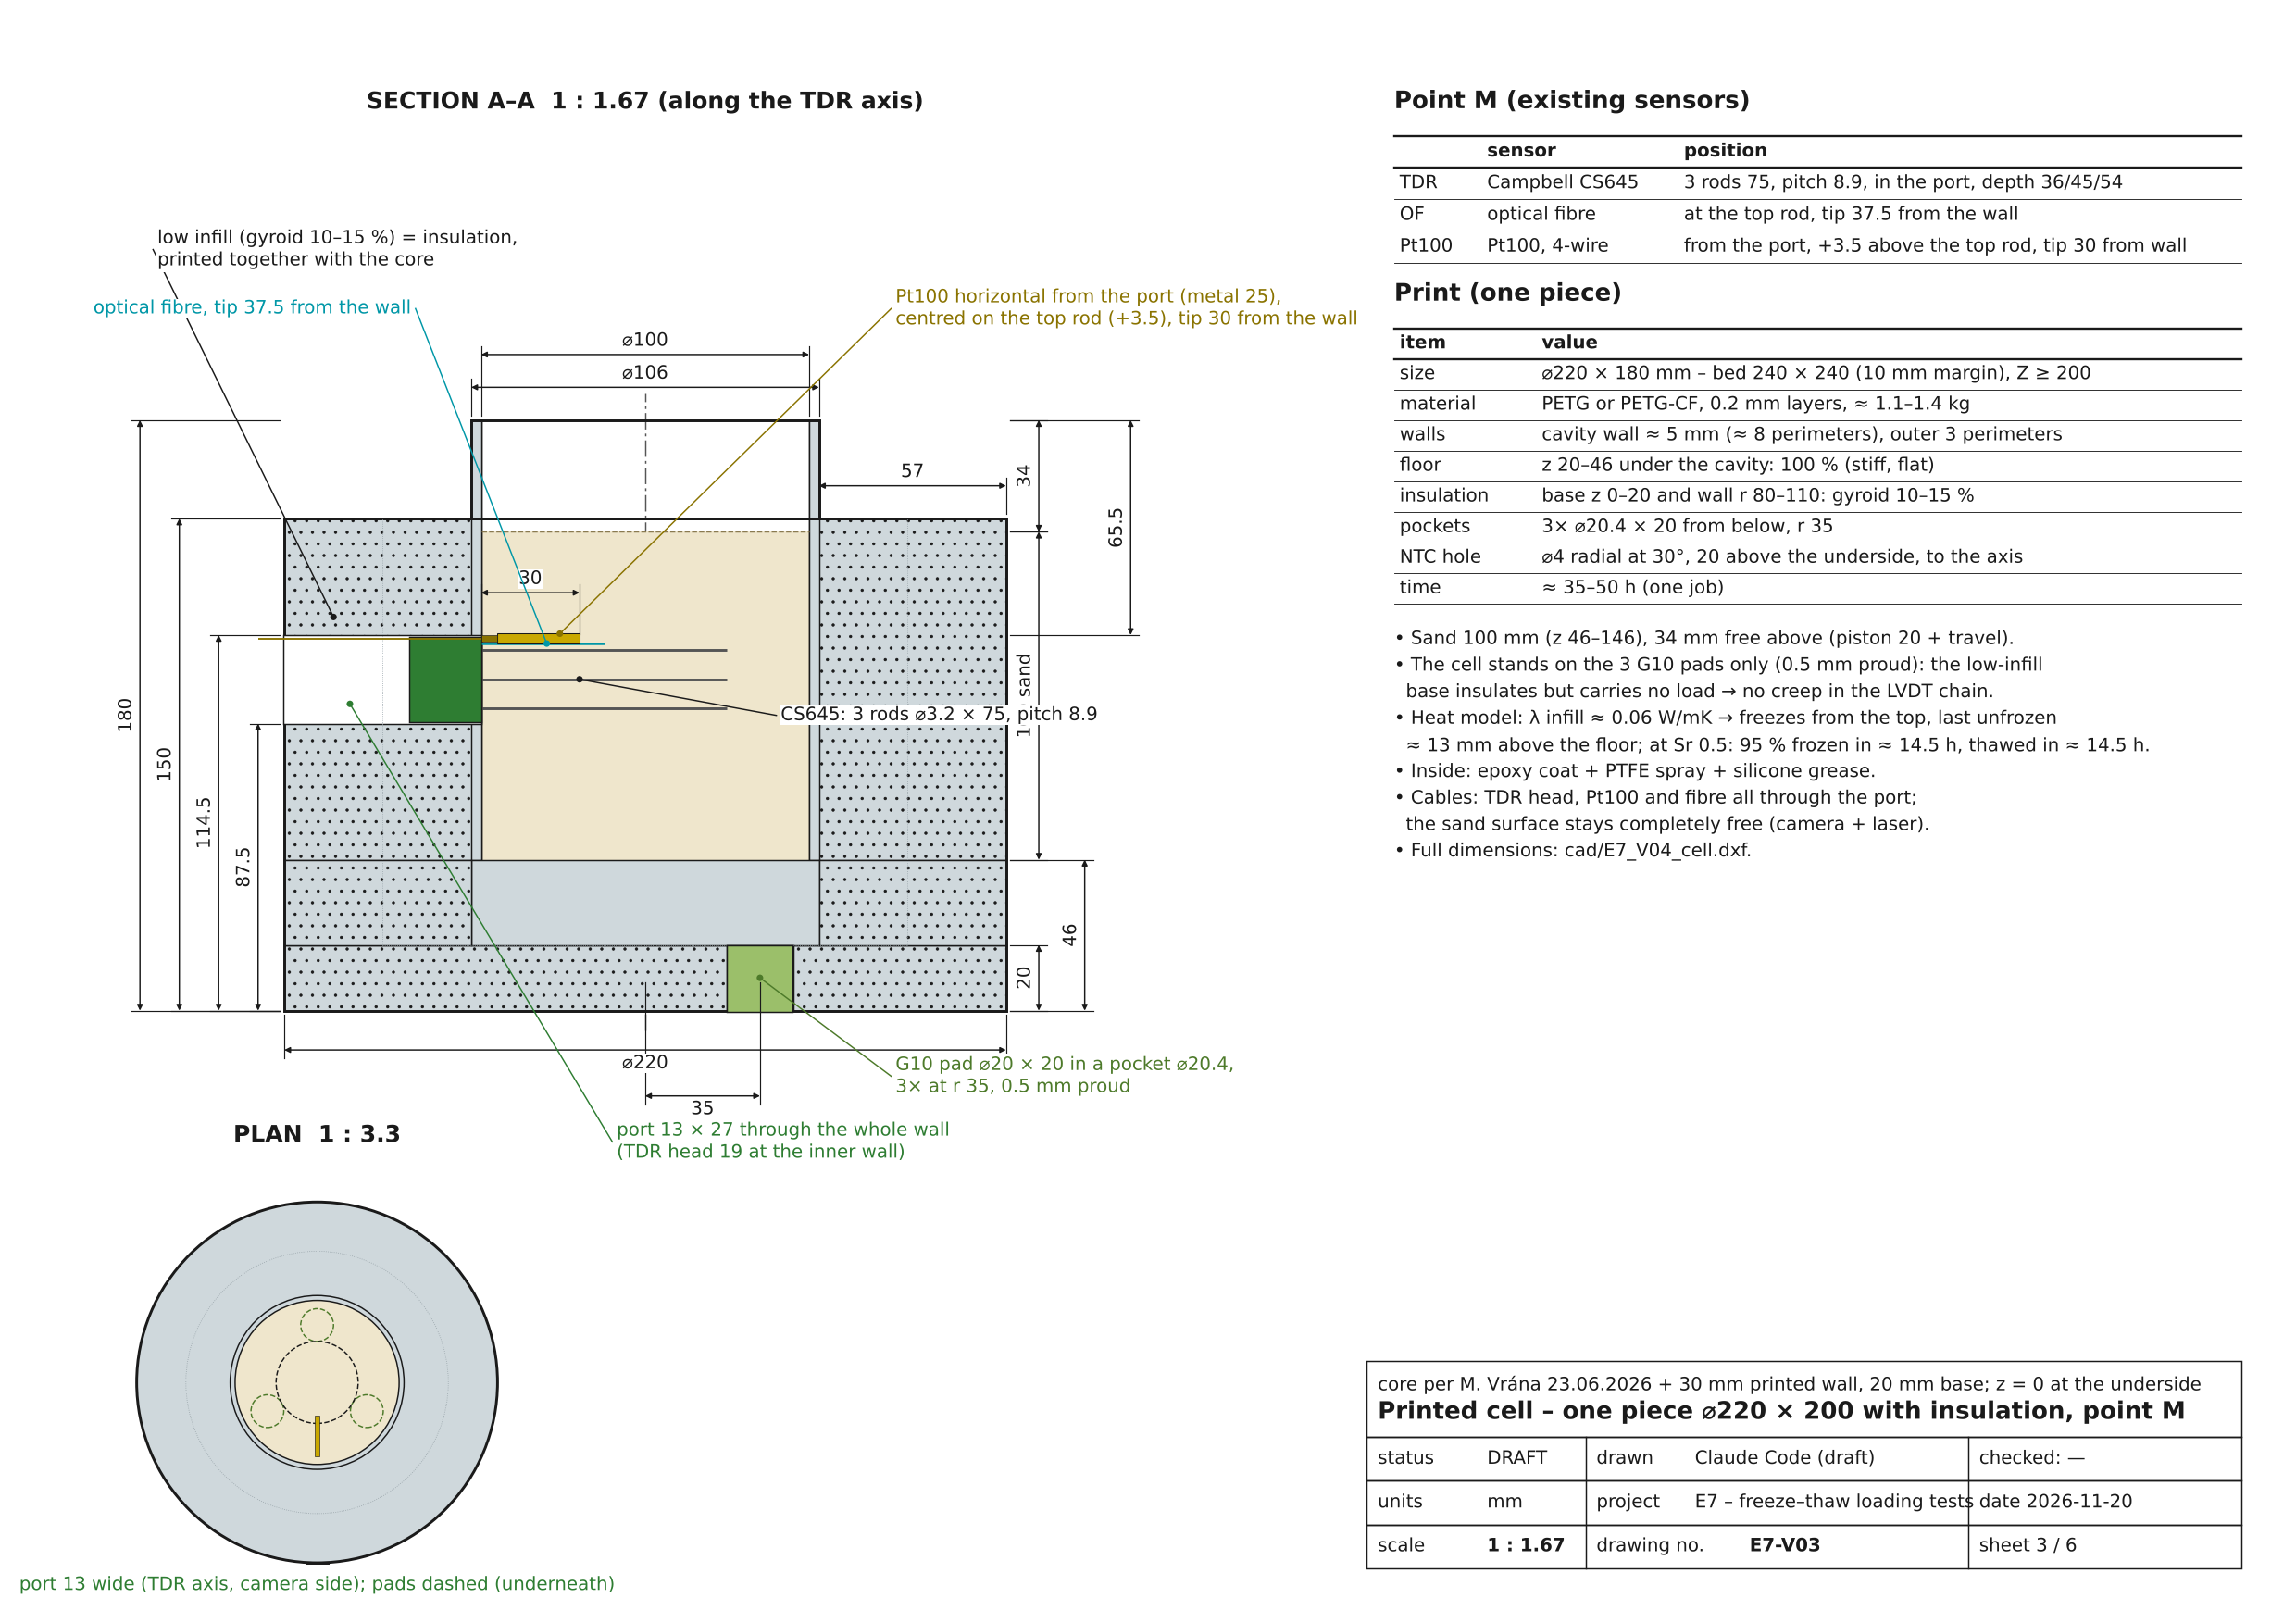 SECTION A–A  1 : 1.67 (along the TDR axis)
low infill (gyroid 10–15 %) = insulation,
printed together with the core
optical fibre, tip 37.5 from the wall
Pt100 horizontal from the port (metal 25),
centred on the top rod (+3.5), tip 30 from the wall
⌀100
⌀106
57
34
65.5
30
sand
CS645: 3 rods ⌀3.2 × 75, pitch 8.9
180
150
114.5
87.5
46
20
⌀220
35
G10 pad ⌀20 × 20 in a pocket ⌀20.4,
3× at r 35, 0.5 mm proud
port 13 × 27 through the whole wall
(TDR head 19 at the inner wall)
PLAN  1 : 3.3
port 13 wide (TDR axis, camera side); pads dashed (underneath)
Point M (existing sensors)
sensor position
TDR Campbell CS645 3 rods 75, pitch 8.9, in the port, depth 36/45/54
OF optical fibre at the top rod, tip 37.5 from the wall
Pt100 Pt100, 4-wire from the port, +3.5 above the top rod, tip 30 from wall
Print (one piece)
item value
size ⌀220 × 180 mm – bed 240 × 240 (10 mm margin), Z ≥ 200
material PETG or PETG-CF, 0.2 mm layers, ≈ 1.1–1.4 kg
walls cavity wall ≈ 5 mm (≈ 8 perimeters), outer 3 perimeters
floor z 20–46 under the cavity: 100 % (stiff, flat)
insulation base z 0–20 and wall r 80–110: gyroid 10–15 %
pockets 3× ⌀20.4 × 20 from below, r 35
NTC hole ⌀4 radial at 30°, 20 above the underside, to the axis
time ≈ 35–50 h (one job)
• Sand 100 mm (z 46–146), 34 mm free above (piston 20 + travel).
• The cell stands on the 3 G10 pads only (0.5 mm proud): the low-infill
base insulates but carries no load → no creep in the LVDT chain.
• Heat model: λ infill ≈ 0.06 W/mK → freezes from the top, last unfrozen
≈ 13 mm above the floor; at Sr 0.5: 95 % frozen in ≈ 14.5 h, thawed in ≈ 14.5 h.
• Inside: epoxy coat + PTFE spray + silicone grease.
• Cables: TDR head, Pt100 and fibre all through the port;
the sand surface stays completely free (camera + laser).
• Full dimensions: cad/E7_V04_cell.dxf.
core per M. Vrána 23.06.2026 + 30 mm printed wall, 20 mm base; z = 0 at the underside
Printed cell – one piece ⌀220 × 200 with insulation, point M
status DRAFT drawn Claude Code (draft) checked: —
units mm project E7 – freeze–thaw loading tests date 2026-11-20
scale 1 : 1.67 drawing no. E7-V03 sheet 3 / 6